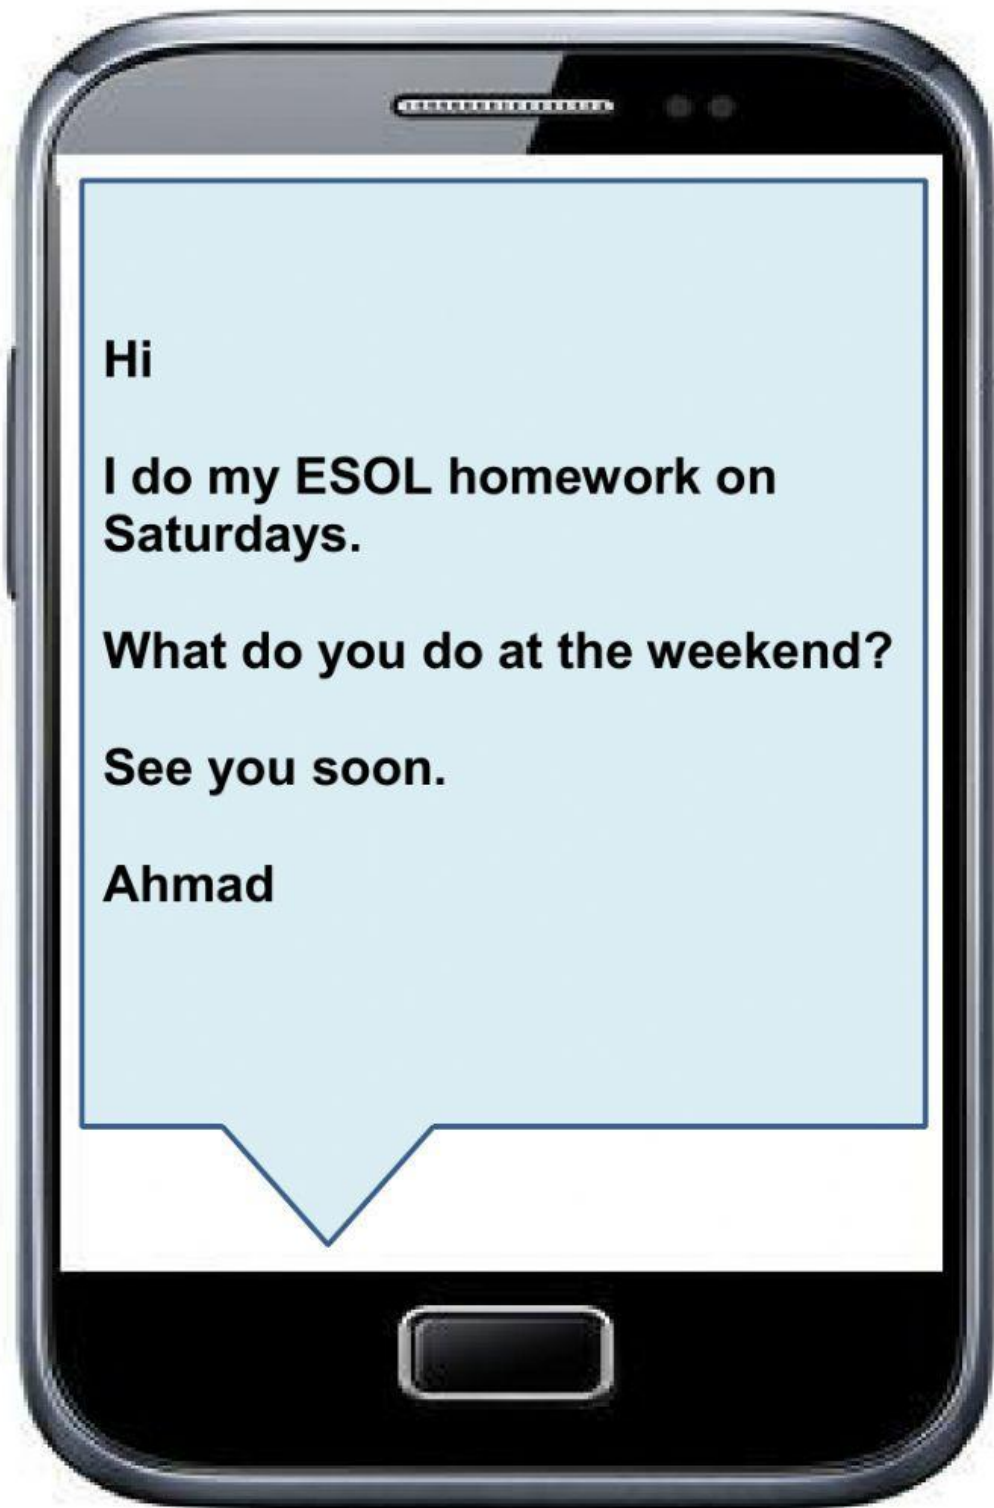 Hi
I do my ESOL homework on
Saturdays.
What do you do at the weekend?
See you soon.
Ahmad